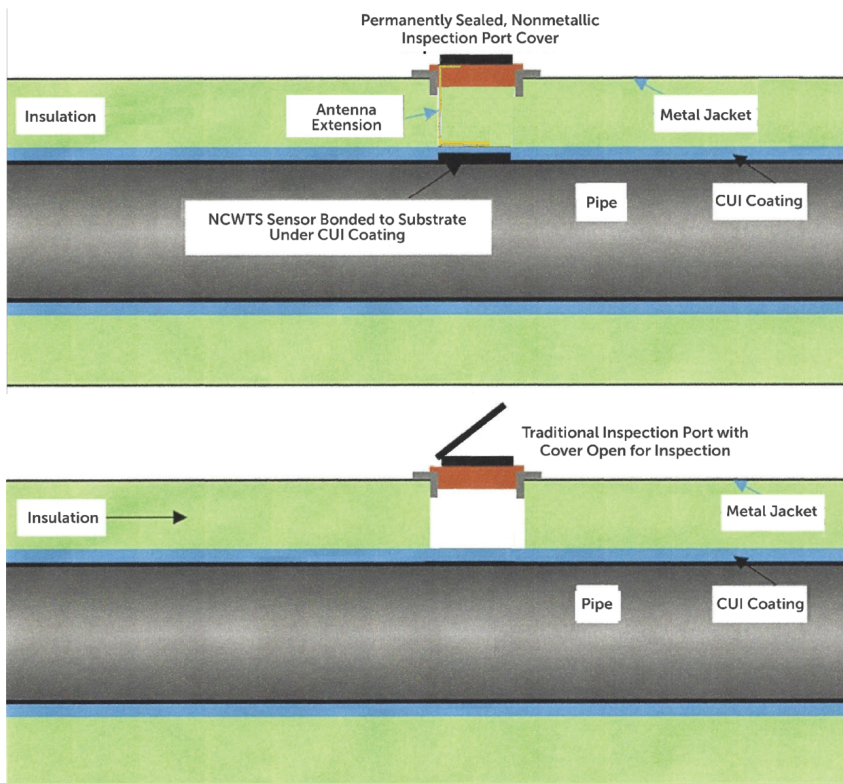 Permanently Sealed, Nonmetallic
Inspection Port Cover
Insulation
Antenna
Extension
Metal Jacket
NCWTS Sensor Bonded to Substrate
Under CUI Coating
Pipe
CUI Coating
Traditional Inspection Port with
Cover Open for Inspection
Insulation
Metal Jacket
Pipe
CUI Coating